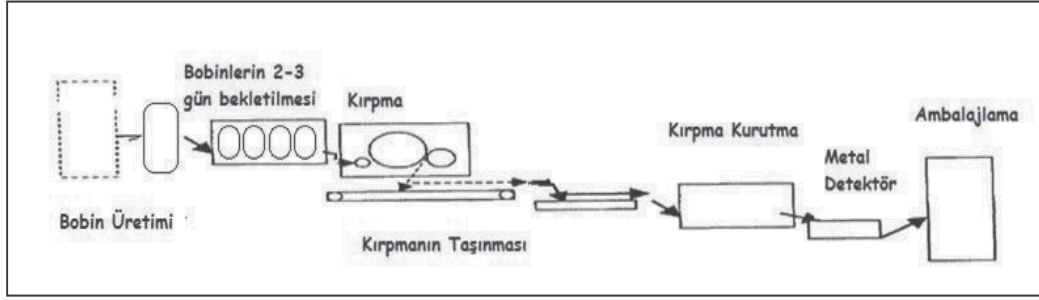 Bobinlerin 2-3
gün bekletilmesi
Kırpma
Ambalajlama
Kırpma Kurutma
Metal
Detektör
Bobin Üretimi
Kırpmanın Taşınması